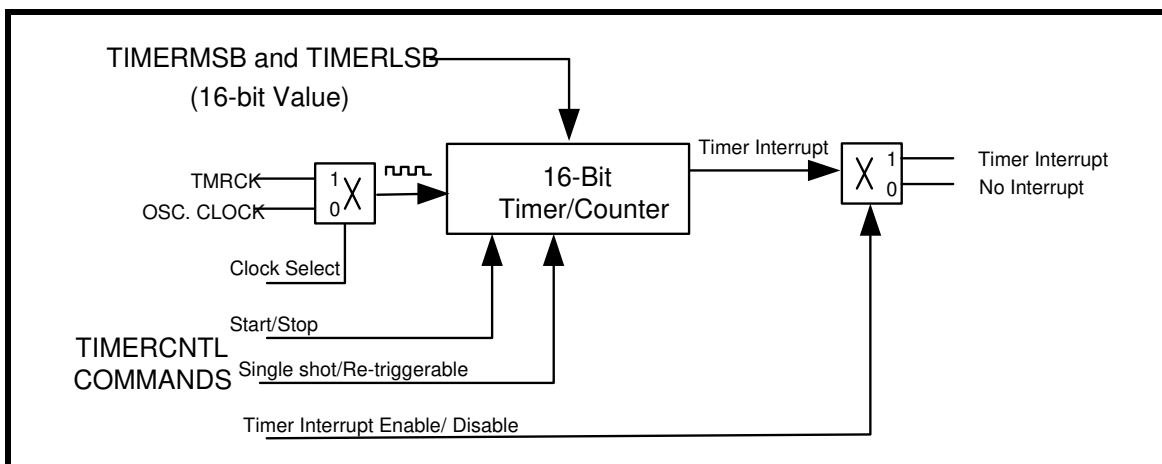 TIMERMSB and TIMERLSB
(16-bit Value)
Timer Interrupt
16-Bit
Timer/Counter
1
0
X
TMRCK
OSC. CLOCK
1
0
X
Timer Interrupt
No Interrupt
Clock Select
Start/Stop
TIMERCNTL
COMMANDS
Single shot/Re-triggerable
Timer Interrupt Enable/ Disable